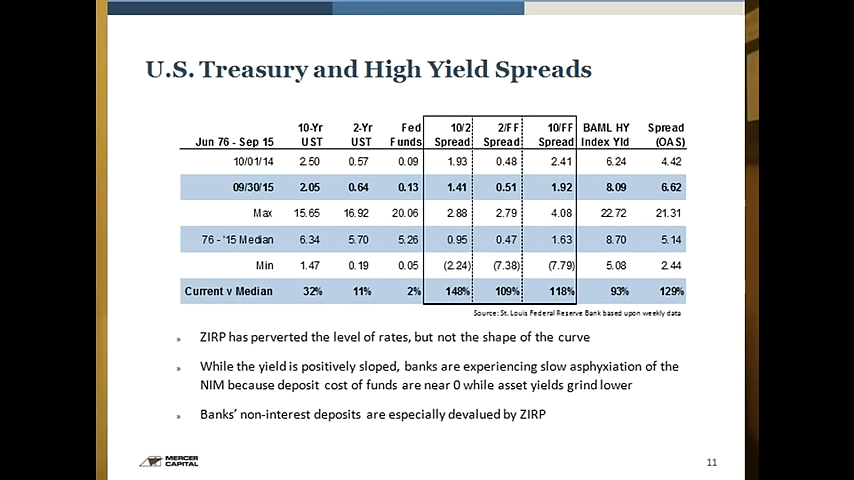 U.S. Treasury and High Yield Spreads
10-Yr 2-Yr Fed 10/2 2/FF 10/FF BAML HY Spread
Jun 76 - Sep 15 UST UST Funds Spread Spread Spread Index Yld (OAS)
10/01/14 2.50 0.57 0.09 1.93 0.48 2.41 6.24 4.42
09/30/15 2.05 0.64 0.13 1.41 0.51 1.92 8.09 6.62
Max 15.65 16.92 20.06 2.88 2.79 4.08 22.72 21.31
76 - '15 Median 6.34 5.70 5.26 0.95 0.47 1.63 8.70 5.14
Min 1.47 0.19 0.05 (2.24) (7.38) (7.79) 5.08 2.44
Current v Median 32% 11% 2% 148% 109% 118% 93% 129%
Source: St. Louis Federal Reserve Bank based upon weekly data
» ZIRP has perverted the level of rates, but not the shape of the curve
» While the yield is positively sloped, banks are experiencing slow asphyxiation of the
NIM because deposit cost of funds are near 0 while asset yields grind lower
» Banks' non-interest deposits are especially devalued by ZIRP
MERCER
CAPITAL
11